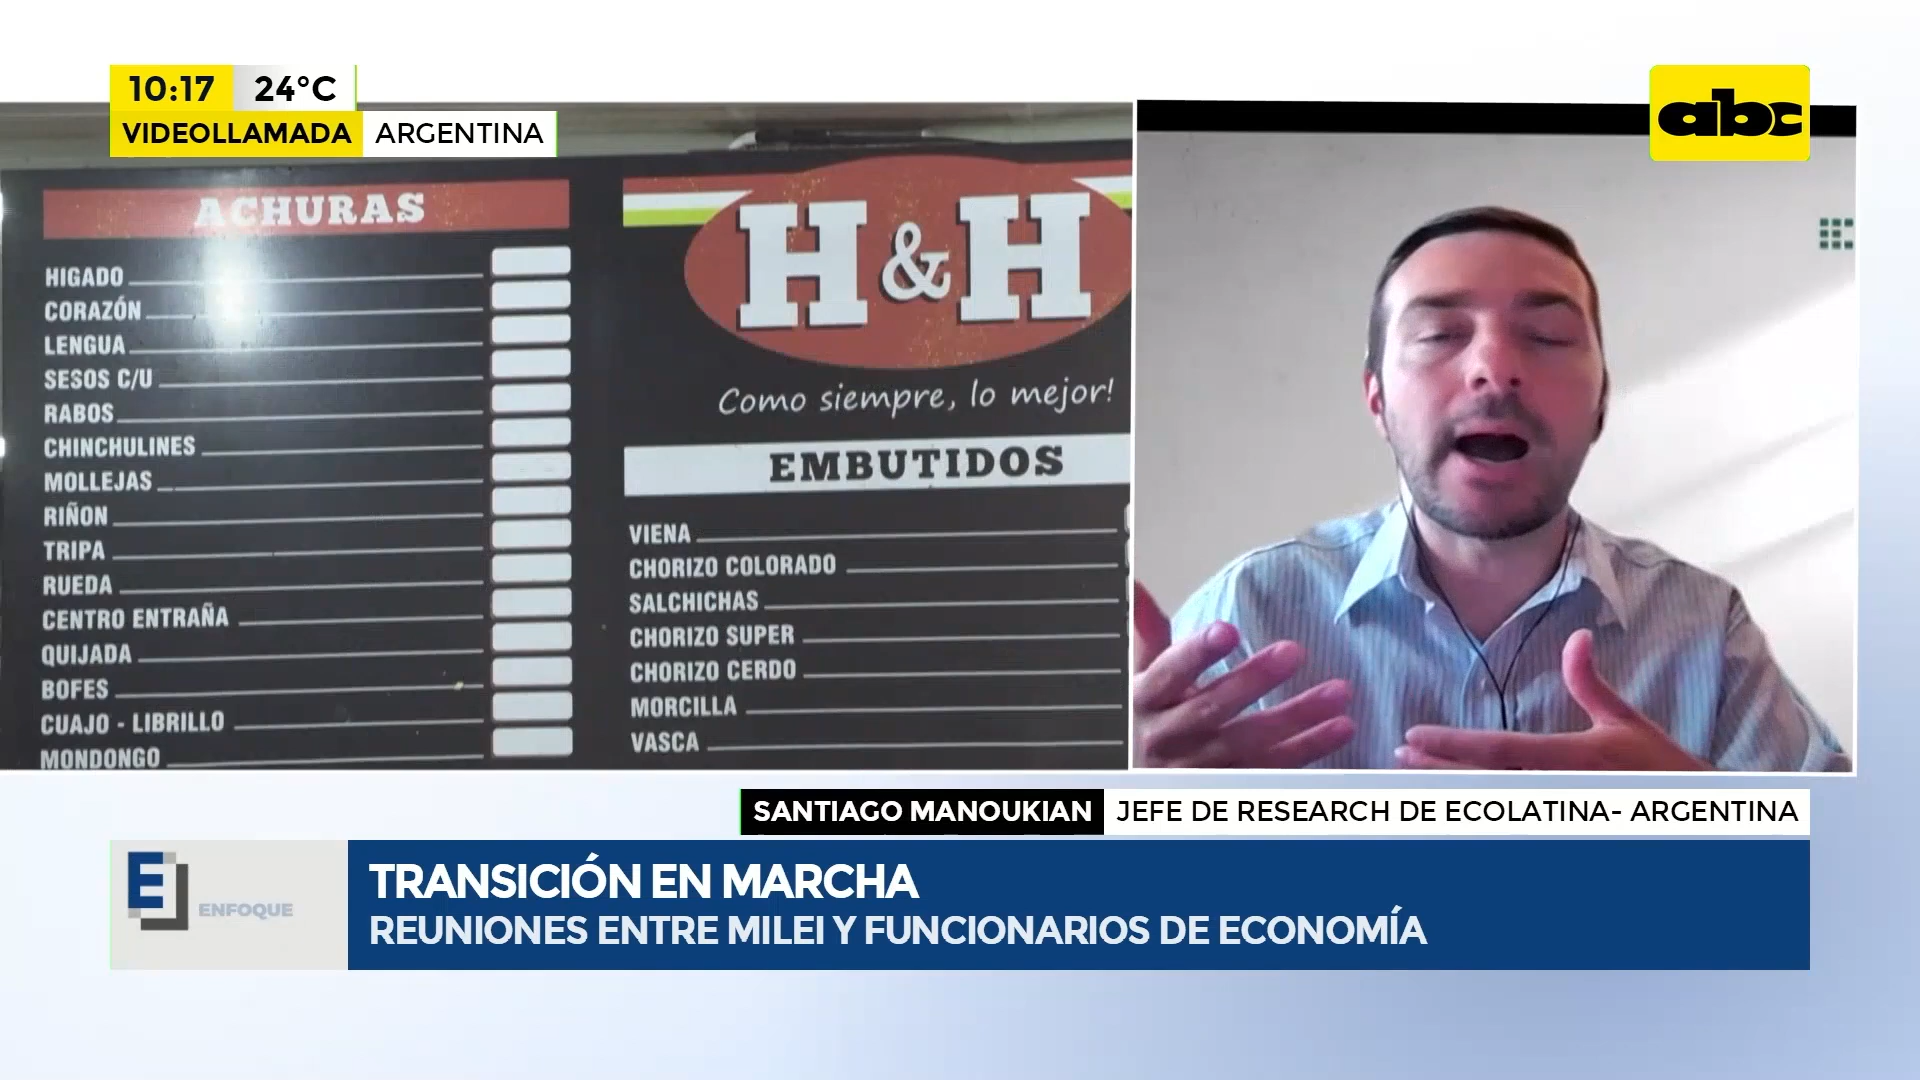 10:17 24°C
VIDEOLLAMADA ARGENTINA
abc
ACHURAS
HIGADO
CORAZÓN
LENGUA
SESOS C/U
RABOS
CHINCHULINES
MOLLEJAS
RIÑON
TRIPA
RUEDA
CENTRO ENTRAÑA
QUIJADA
BOFES
CUAJO - LIBRILLO
MONDONGO
H&H
Como siempre, lo mejor!
EMBUTIDOS
VIENA
CHORIZO COLORADO
SALCHICHAS
CHORIZO SUPER
CHORIZO CERDO
MORCILLA
VASCA
SANTIAGO MANOUKIAN JEFE DE RESEARCH DE ECOLATINA- ARGENTINA
E ENFOQUE
TRANSICIÓN EN MARCHA
REUNIONES ENTRE MILEI Y FUNCIONARIOS DE ECONOMÍA